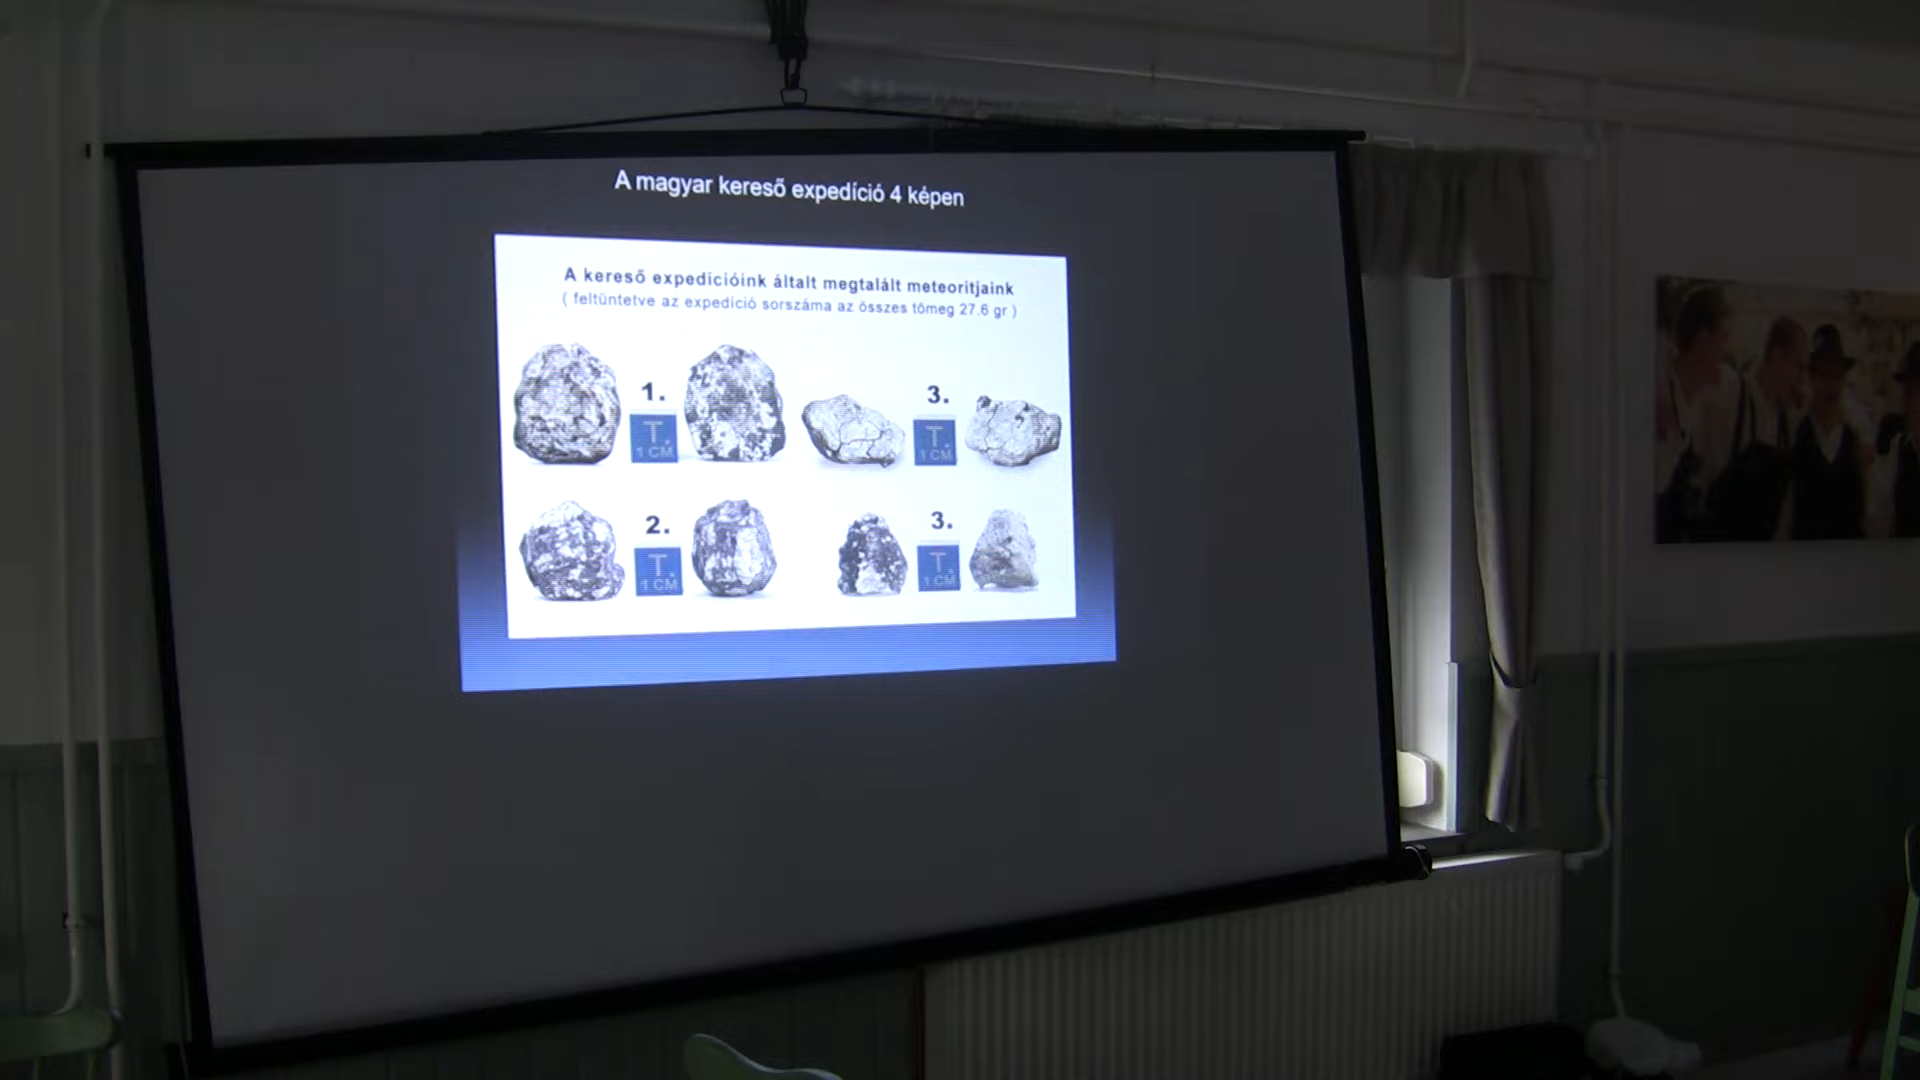 A magyar kereső expedíció 4 képen
A kereső expedícióink általt megtalált meteoritjaink
( feltüntetve az expedíció sorszáma az összes tömeg 27.6 gr )
1.
T.
1 CM
3.
T.
1 CM
2.
T.
1 CM
3.
T.
1 CM